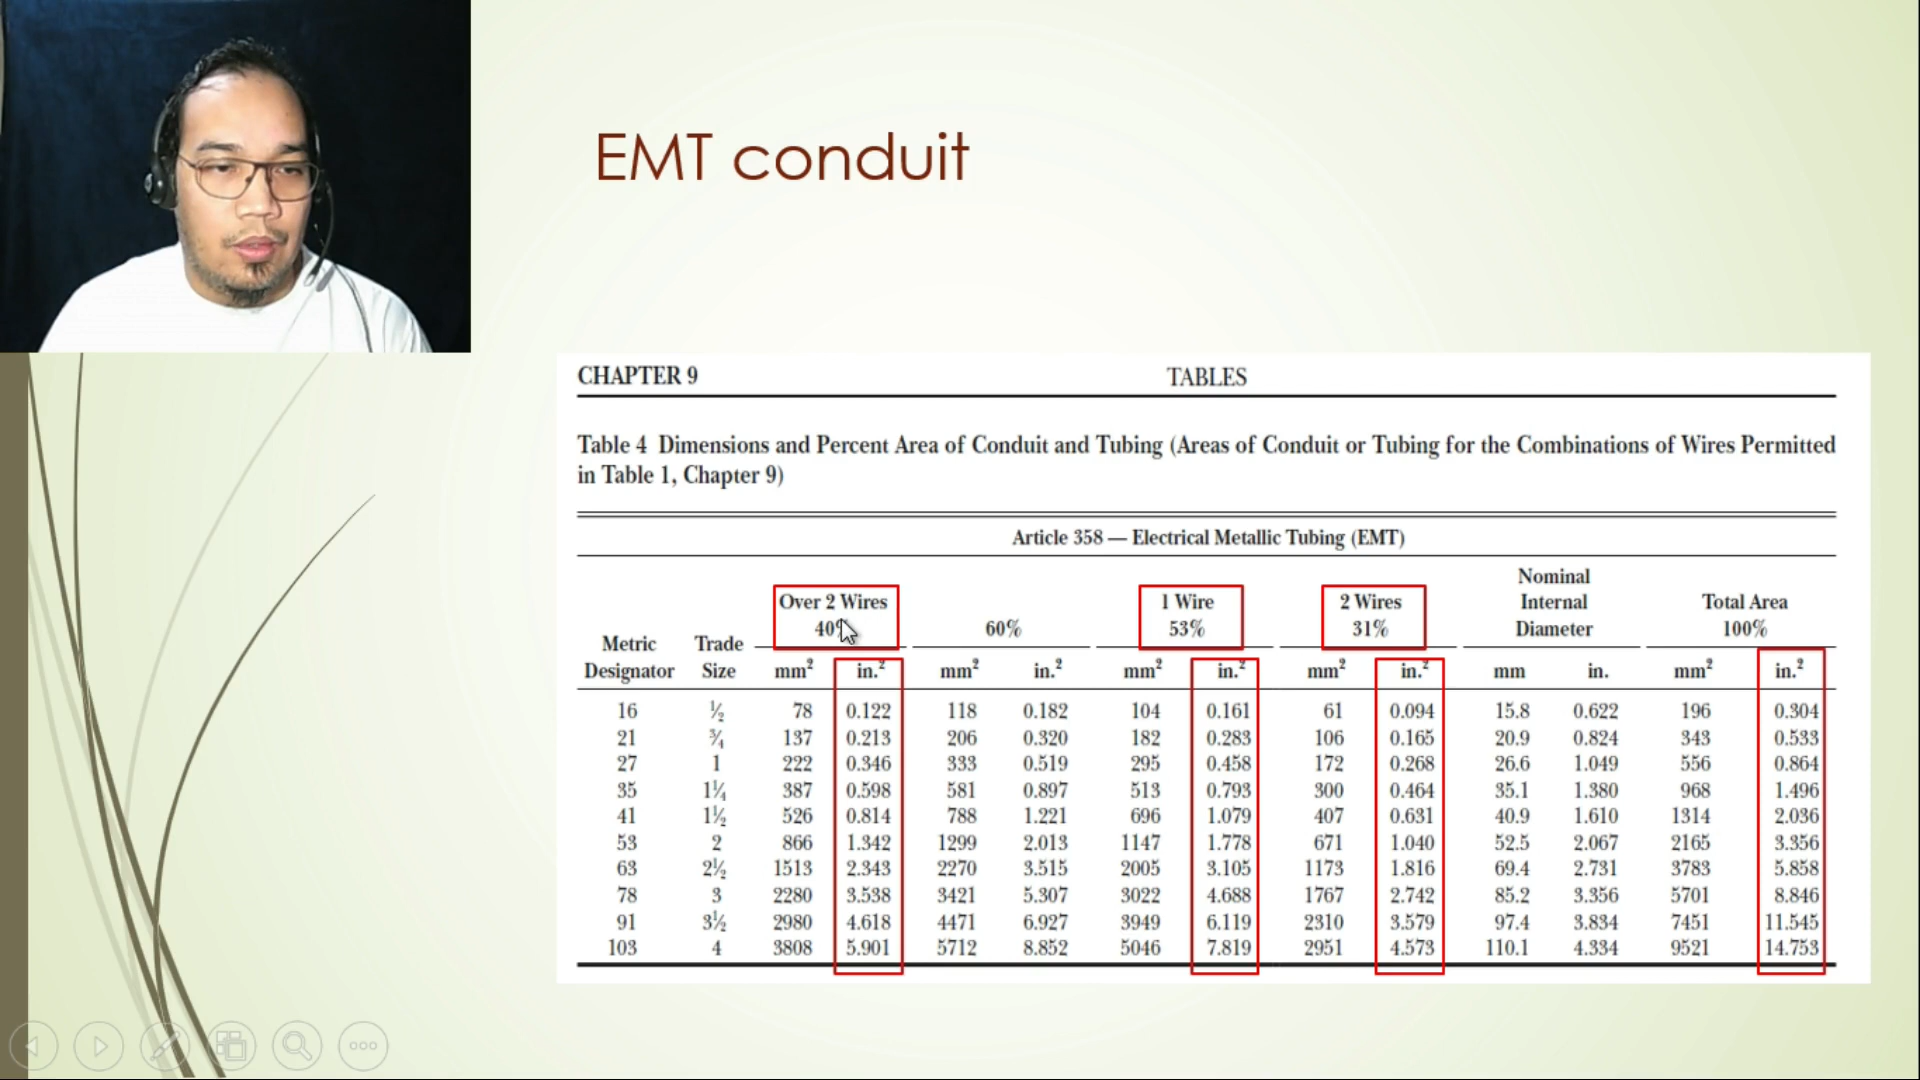 EMT conduit
CHAPTER 9 TABLES
Table 4 Dimensions and Percent Area of Conduit and Tubing (Areas of Conduit or Tubing for the Combinations of Wires Permitted
in Table 1, Chapter 9)
Article 358 — Electrical Metallic Tubing (EMT)
Metric Designator Trade Size Over 2 Wires 40% 60% 1 Wire 53% 2 Wires 31% Nominal Internal Diameter Total Area 100%
mm² in.² mm² in.² mm² in.² mm² in.² mm in. mm² in.²
16 ½ 78 0.122 118 0.182 104 0.161 61 0.094 15.8 0.622 196 0.304
21 ¾ 137 0.213 206 0.320 182 0.283 106 0.165 20.9 0.824 343 0.533
27 1 222 0.346 333 0.519 295 0.458 172 0.268 26.6 1.049 556 0.864
35 1¼ 387 0.598 581 0.897 513 0.793 300 0.464 35.1 1.380 968 1.496
41 1½ 526 0.814 788 1.221 696 1.079 407 0.631 40.9 1.610 1314 2.036
53 2 866 1.342 1299 2.013 1147 1.778 671 1.040 52.5 2.067 2165 3.356
63 2½ 1513 2.343 2270 3.515 2005 3.105 1173 1.816 69.4 2.731 3783 5.858
78 3 2280 3.538 3421 5.307 3022 4.688 1767 2.742 85.2 3.356 5701 8.846
91 3½ 2980 4.618 4471 6.927 3949 6.119 2310 3.579 97.4 3.834 7451 11.545
103 4 3808 5.901 5712 8.852 5046 7.819 2951 4.573 110.1 4.334 9521 14.753